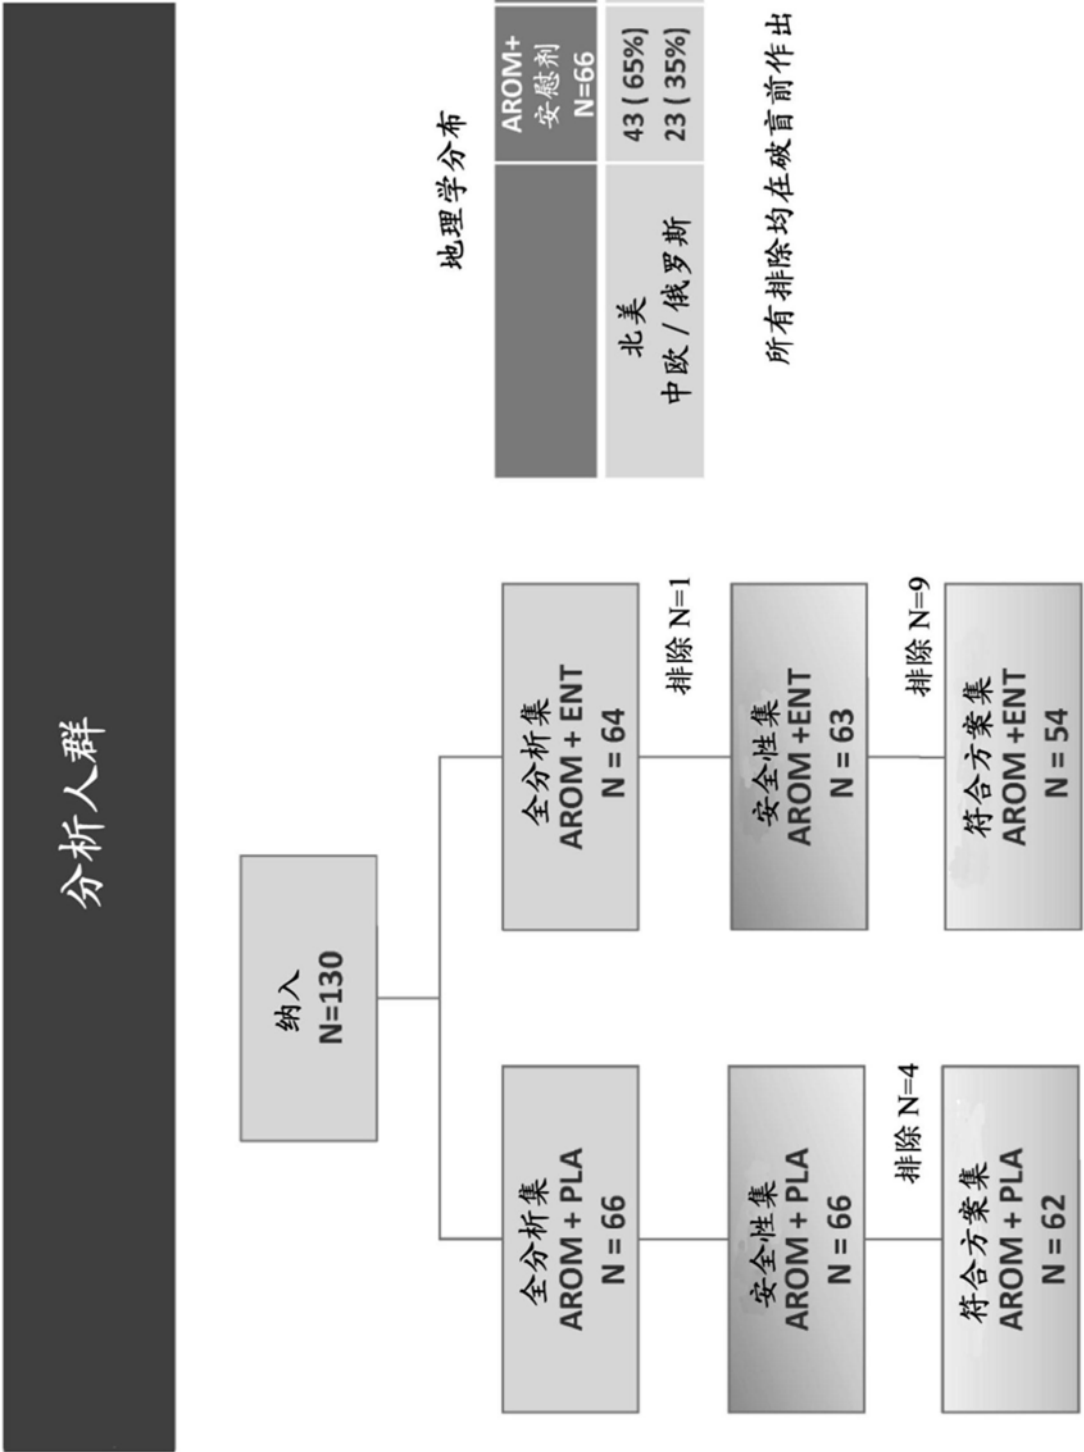 分析人群
纳入
N=130
全分析集
AROM + PLA
N = 66
全分析集
AROM + ENT
N = 64
排除 N=1
安全性集
AROM + PLA
N = 66
安全性集
AROM +ENT
N = 63
排除 N=4
排除 N=9
符合方案集
AROM + PLA
N = 62
符合方案集
AROM +ENT
N = 54
地理学分布
AROM+
安慰剂
N=66
北美 43 ( 65%)
中欧 / 俄罗斯 23 ( 35%)
所有排除均在破盲前作出